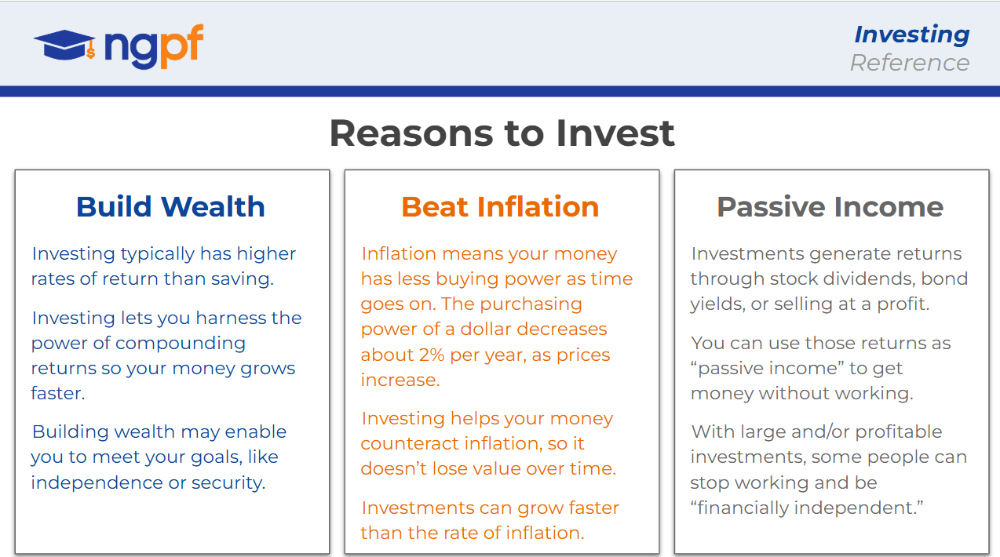 ngpf
Investing
Reference
Reasons to Invest
Build Wealth
Investing typically has higher
rates of return than saving.
Investing lets you harness the
power of compounding
returns so your money grows
faster.
Building wealth may enable
you to meet your goals, like
independence or security.
Beat Inflation
Inflation means your money
has less buying power as time
goes on. The purchasing
power of a dollar decreases
about 2% per year, as prices
increase.
Investing helps your money
counteract inflation, so it
doesn’t lose value over time.
Investments can grow faster
than the rate of inflation.
Passive Income
Investments generate returns
through stock dividends, bond
yields, or selling at a profit.
You can use those returns as
“passive income” to get
money without working.
With large and/or profitable
investments, some people can
stop working and be
“financially independent.”